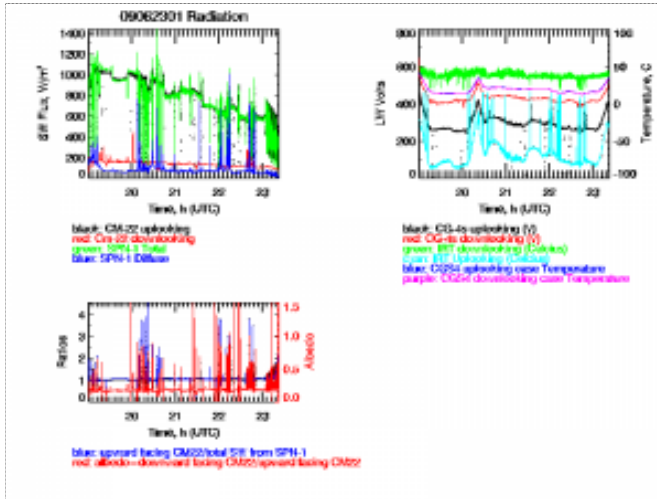 09062301 Radiation
1400
1200
1000
800
600
400
200
0
SW Flux, W/m²
20 21 22 23
Time, h (UTC)
black: CM-22 uplooking
red: Cm-22 downlooking
green: SPN-1 Total
blue: SPN-1 Diffuse
800
600
400
200
0
LW Volts
100
50
0
-50
-100
Temperature, C
20 21 22 23
Time, h (UTC)
black: CG-4s uplooking (V)
red: CG-4s downlooking (V)
green: IRT downlooking (Celcius)
cyan: IRT Uplooking (Celsius)
blue: CGS4 uplooking case Temperature
purple: CGS4 downlooking case Temperature
4
3
2
1
0
Ratios
1.5
1.0
0.5
0.0
Albedo
20 21 22 23
Time, h (UTC)
blue: upward facing CM22/total SW from SPN-1
red: albedo=downward facing CM22/upward facing CM22